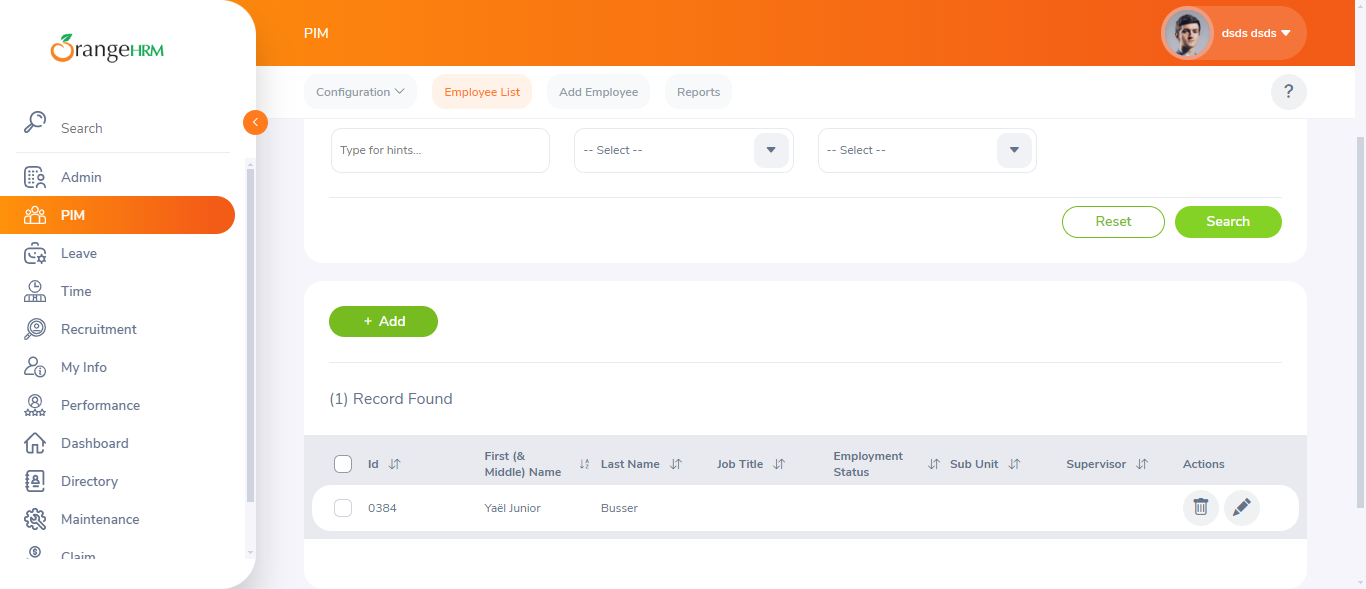 OrangeHRM
PIM
dsds dsds
Configuration
Employee List
Add Employee
Reports
?
Search
Admin
PIM
Leave
Time
Recruitment
My Info
Performance
Dashboard
Directory
Maintenance
Claim
Type for hints...
-- Select --
-- Select --
Reset
Search
+ Add
(1) Record Found
Id
First (& Middle) Name
Last Name
Job Title
Employment Status
Sub Unit
Supervisor
Actions
0384
Yaël Junior
Busser